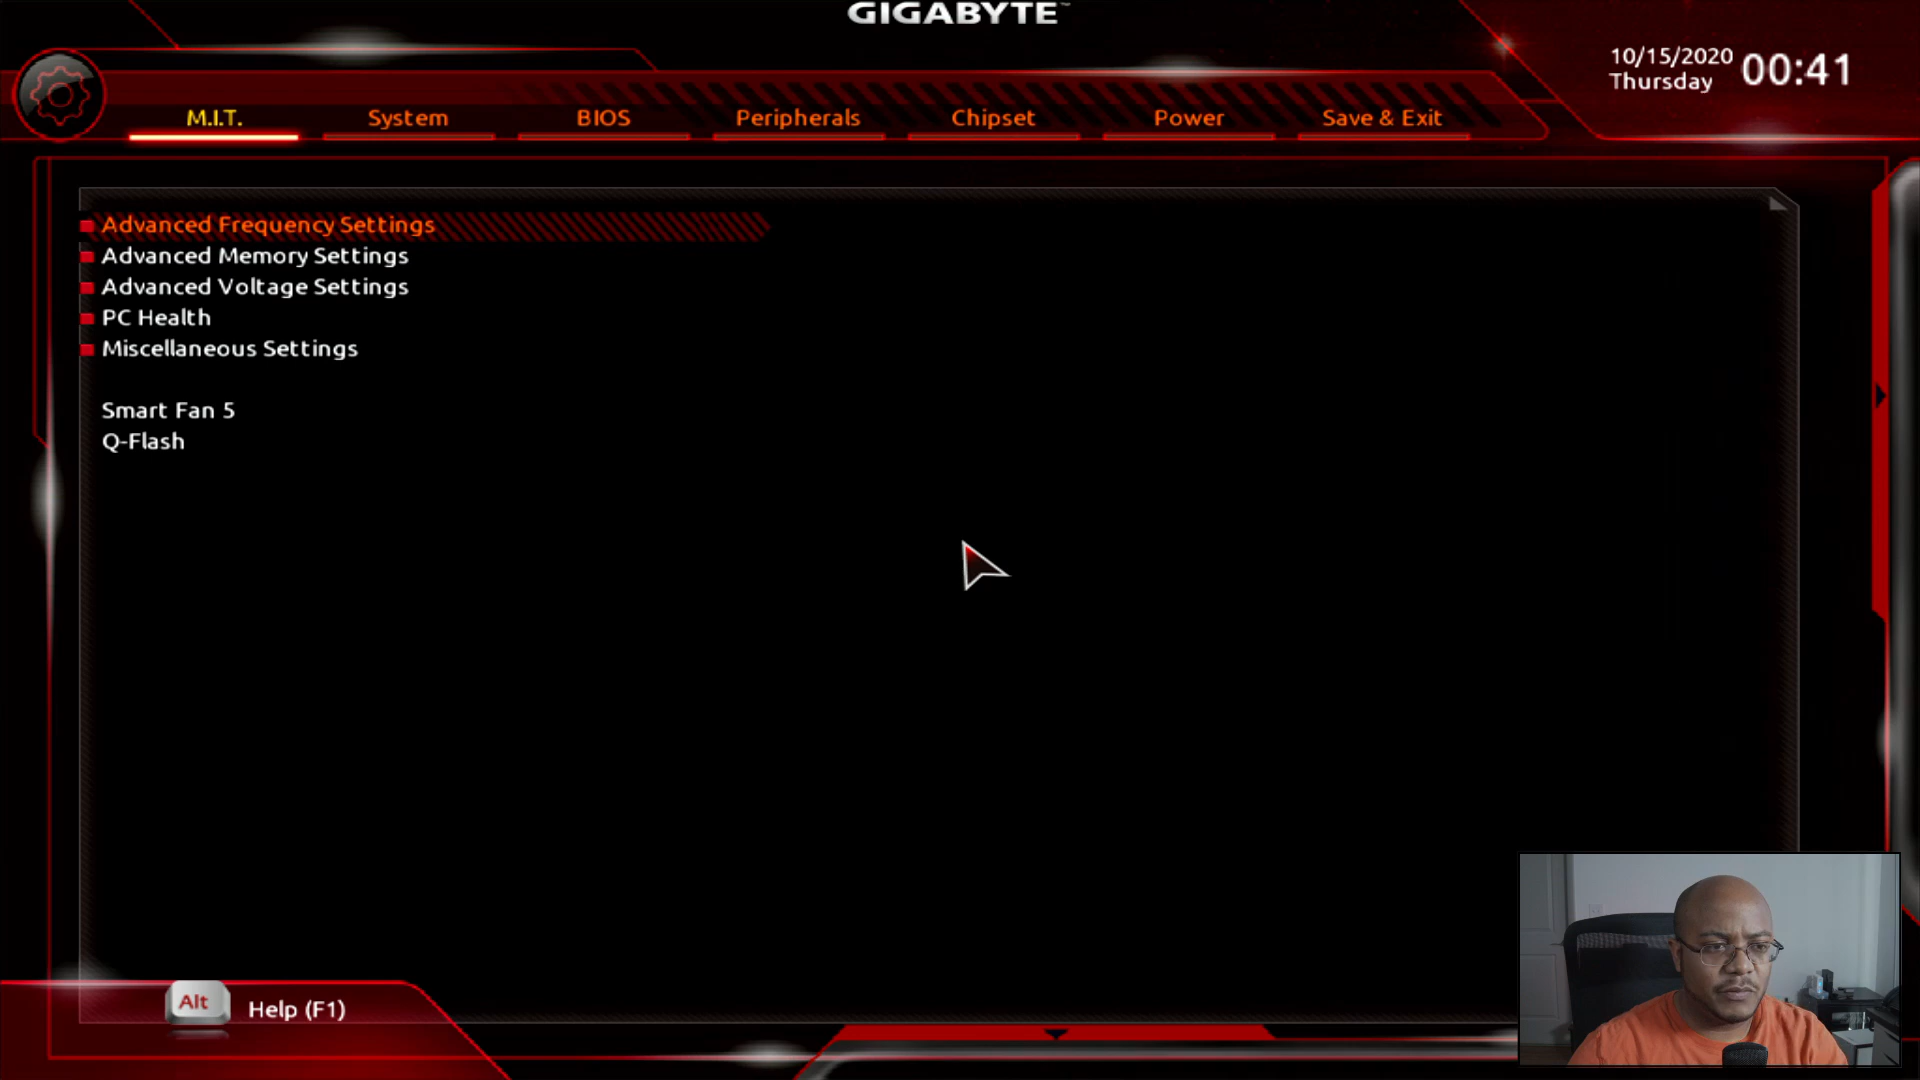 GIGABYTE™
10/15/2020
Thursday
00:41
M.I.T. System BIOS Peripherals Chipset Power Save & Exit
Advanced Frequency Settings
Advanced Memory Settings
Advanced Voltage Settings
PC Health
Miscellaneous Settings
Smart Fan 5
Q-Flash
Alt Help (F1)